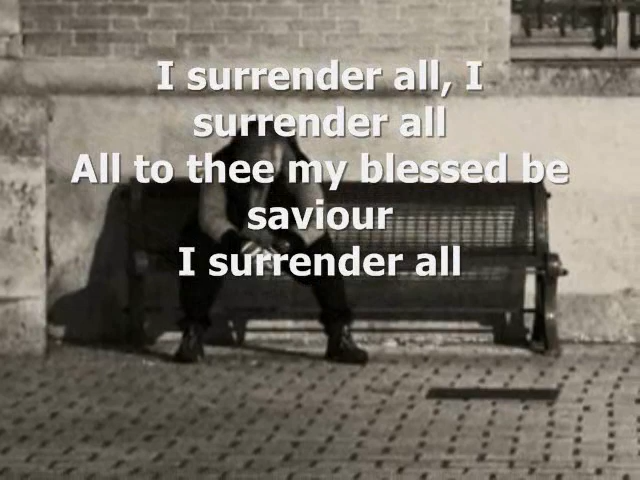 I surrender all, I
surrender all
All to thee my blessed be
saviour
I surrender all